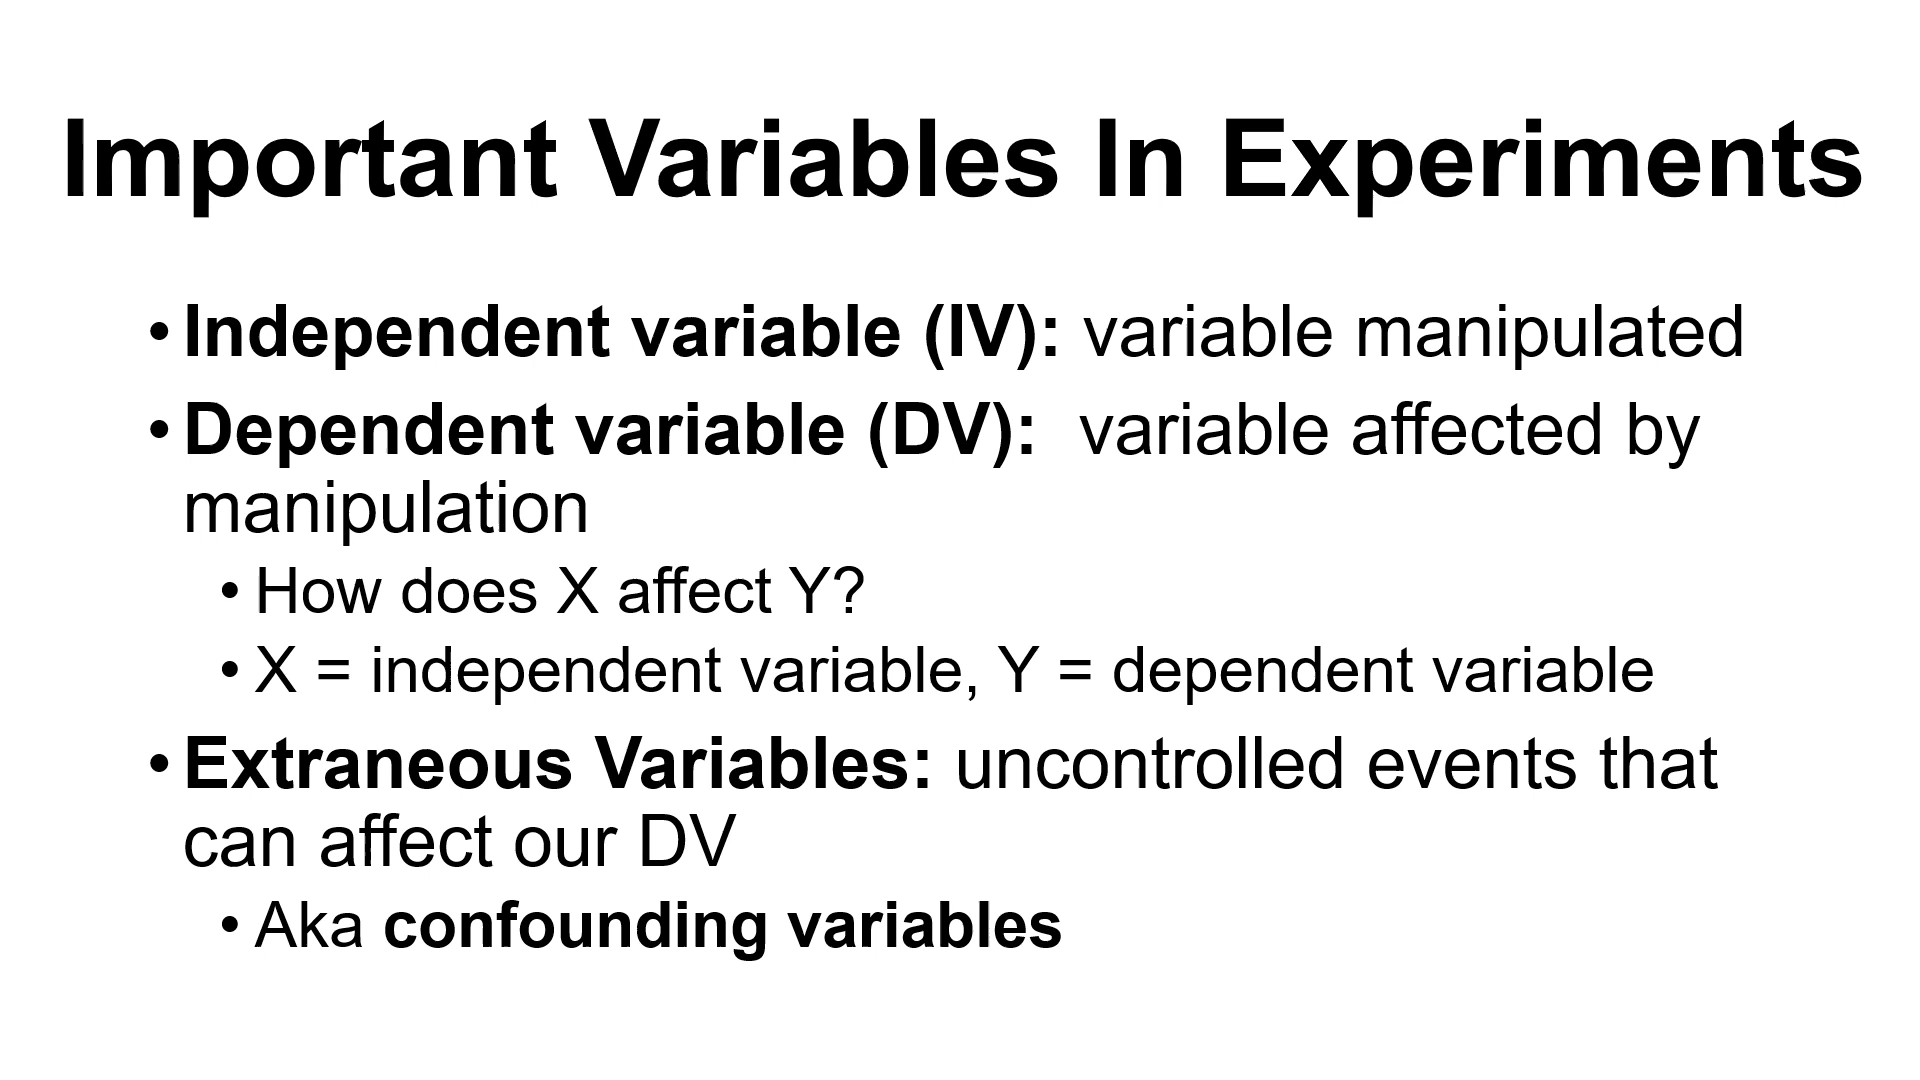 Important Variables In Experiments
• Independent variable (IV): variable manipulated
• Dependent variable (DV):  variable affected by
manipulation
• How does X affect Y?
• X = independent variable, Y = dependent variable
• Extraneous Variables: uncontrolled events that
can affect our DV
• Aka confounding variables